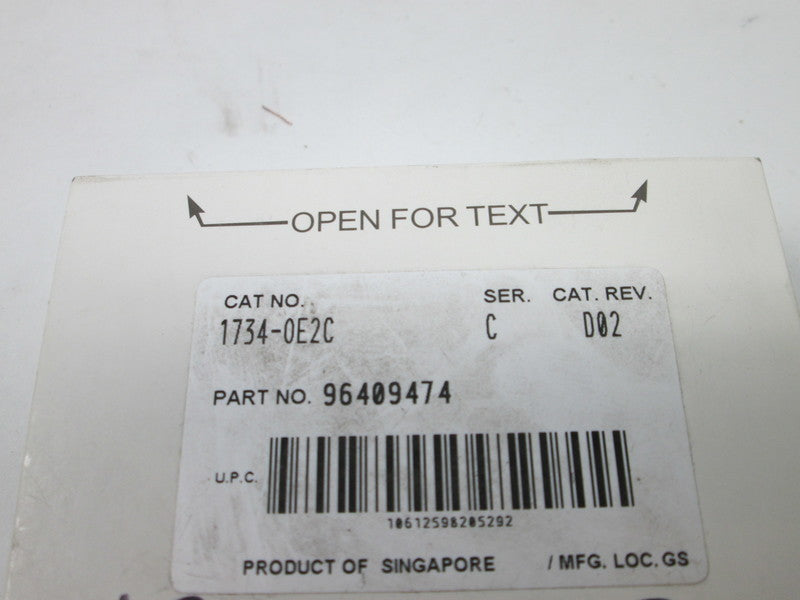 OPEN FOR TEXT
CAT NO. SER. CAT. REV.
1734-OE2C C D02
PART NO. 96409474
U.P.C.
10612598205292
PRODUCT OF SINGAPORE / MFG. LOC. GS